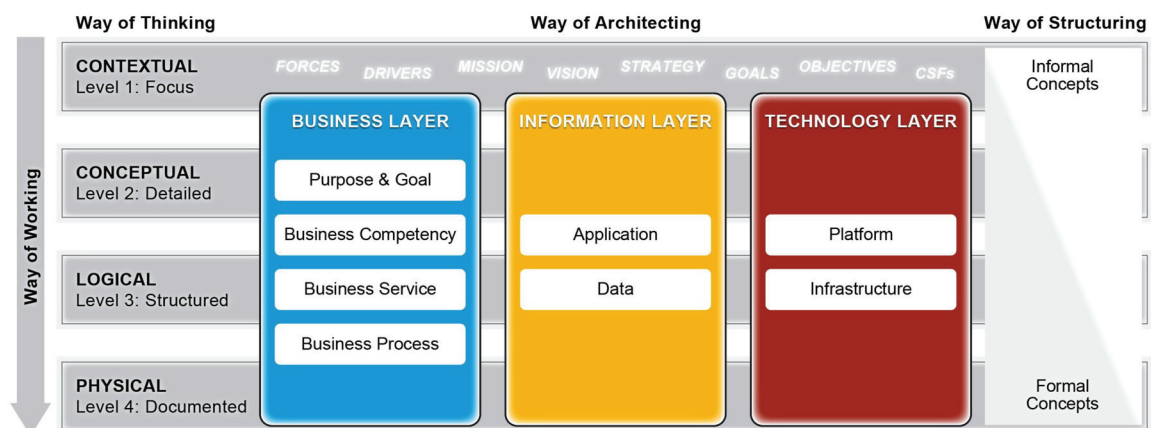 Way of Thinking
Way of Architecting
Way of Structuring
Way of Working
CONTEXTUAL
Level 1: Focus
FORCES
DRIVERS
MISSION
VISION
STRATEGY
GOALS
OBJECTIVES
CSFs
Informal
Concepts
BUSINESS LAYER
INFORMATION LAYER
TECHNOLOGY LAYER
CONCEPTUAL
Level 2: Detailed
Purpose & Goal
Business Competency
Application
Platform
LOGICAL
Level 3: Structured
Business Service
Data
Infrastructure
Business Process
PHYSICAL
Level 4: Documented
Formal
Concepts